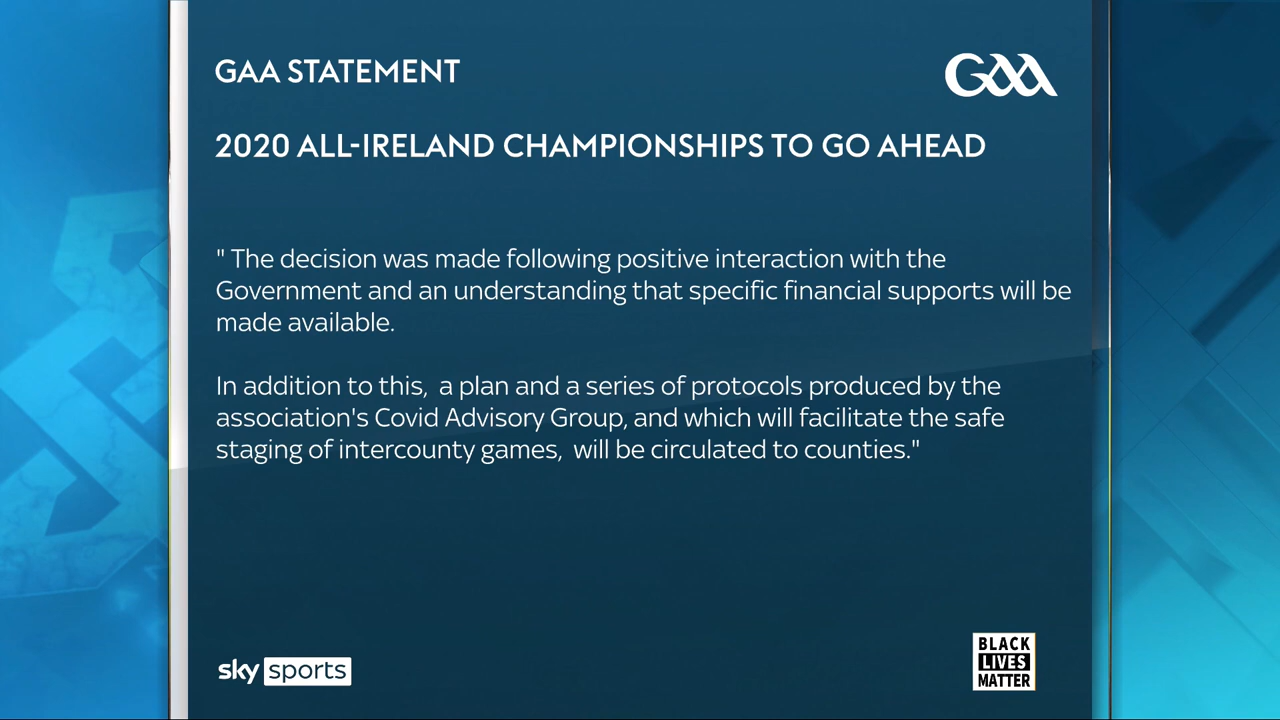 GAA STATEMENT
GAA
2020 ALL-IRELAND CHAMPIONSHIPS TO GO AHEAD
" The decision was made following positive interaction with the
Government and an understanding that specific financial supports will be
made available.
In addition to this,  a plan and a series of protocols produced by the
association's Covid Advisory Group, and which will facilitate the safe
staging of intercounty games,  will be circulated to counties."
sky sports
BLACK
LIVES
MATTER